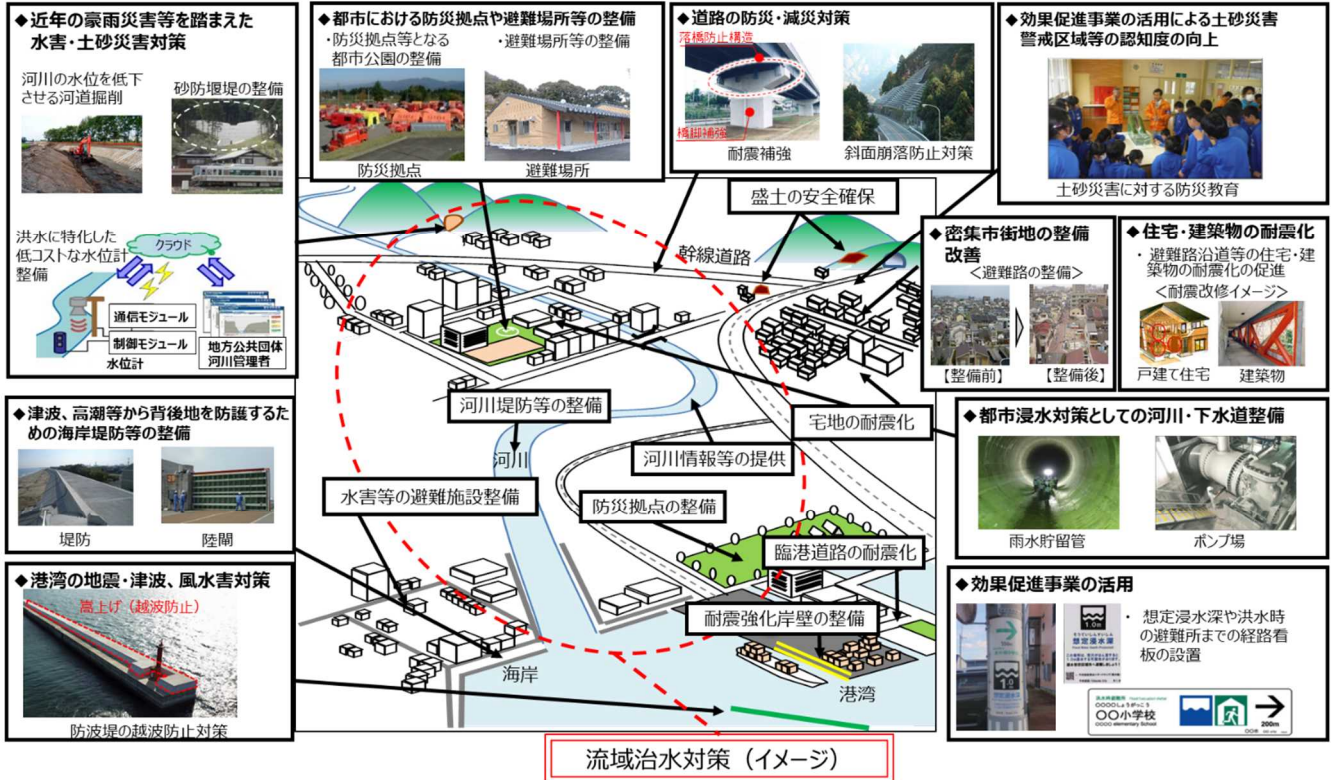 ◆近年の豪雨災害等を踏まえた
水害・土砂災害対策
河川の水位を低下
させる河道掘削
砂防堰堤の整備
洪水に特化した
低コストな水位計
整備
クラウド
通信モジュール
制御モジュール
水位計
地方公共団体
河川管理者
◆都市における防災拠点や避難場所等の整備
・防災拠点等となる
都市公園の整備
・避難場所等の整備
防災拠点
避難場所
◆道路の防災・減災対策
落橋防止構造
橋脚補強
耐震補強
斜面崩落防止対策
◆効果促進事業の活用による土砂災害
警戒区域等の認知度の向上
土砂災害に対する防災教育
盛土の安全確保
幹線道路
◆密集市街地の整備
改善
＜避難路の整備＞
【整備前】
【整備後】
◆住宅・建築物の耐震化
・ 避難路沿道等の住宅・建
築物の耐震化の促進
＜耐震改修イメージ＞
戸建て住宅
建築物
◆津波、高潮等から背後地を防護するた
めの海岸堤防等の整備
堤防
陸閘
河川堤防等の整備
河川
宅地の耐震化
河川情報等の提供
水害等の避難施設整備
防災拠点の整備
臨港道路の耐震化
耐震強化岸壁の整備
海岸
港湾
◆都市浸水対策としての河川・下水道整備
雨水貯留管
ポンプ場
◆港湾の地震・津波、風水害対策
嵩上げ（越波防止）
防波堤の越波防止対策
◆効果促進事業の活用
1.0m
想定浸水深
・ 想定浸水深や洪水時
の避難所までの経路看
板の設置
〇〇〇〇しょうがっこう
〇〇小学校
〇〇〇〇 elementary School
200m
流域治水対策（イメージ）